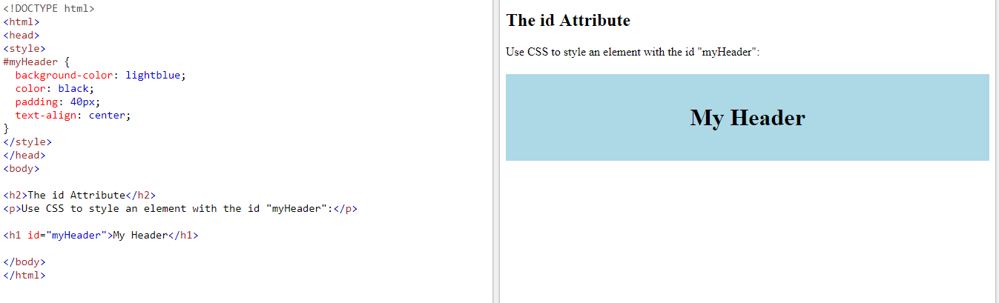 <!DOCTYPE html>
<html>
<head>
<style>
#myHeader {
  background-color: lightblue;
  color: black;
  padding: 40px;
  text-align: center;
}
</style>
</head>
<body>

<h2>The id Attribute</h2>
<p>Use CSS to style an element with the id "myHeader":</p>

<h1 id="myHeader">My Header</h1>

</body>
</html>
The id Attribute
Use CSS to style an element with the id "myHeader":
My Header